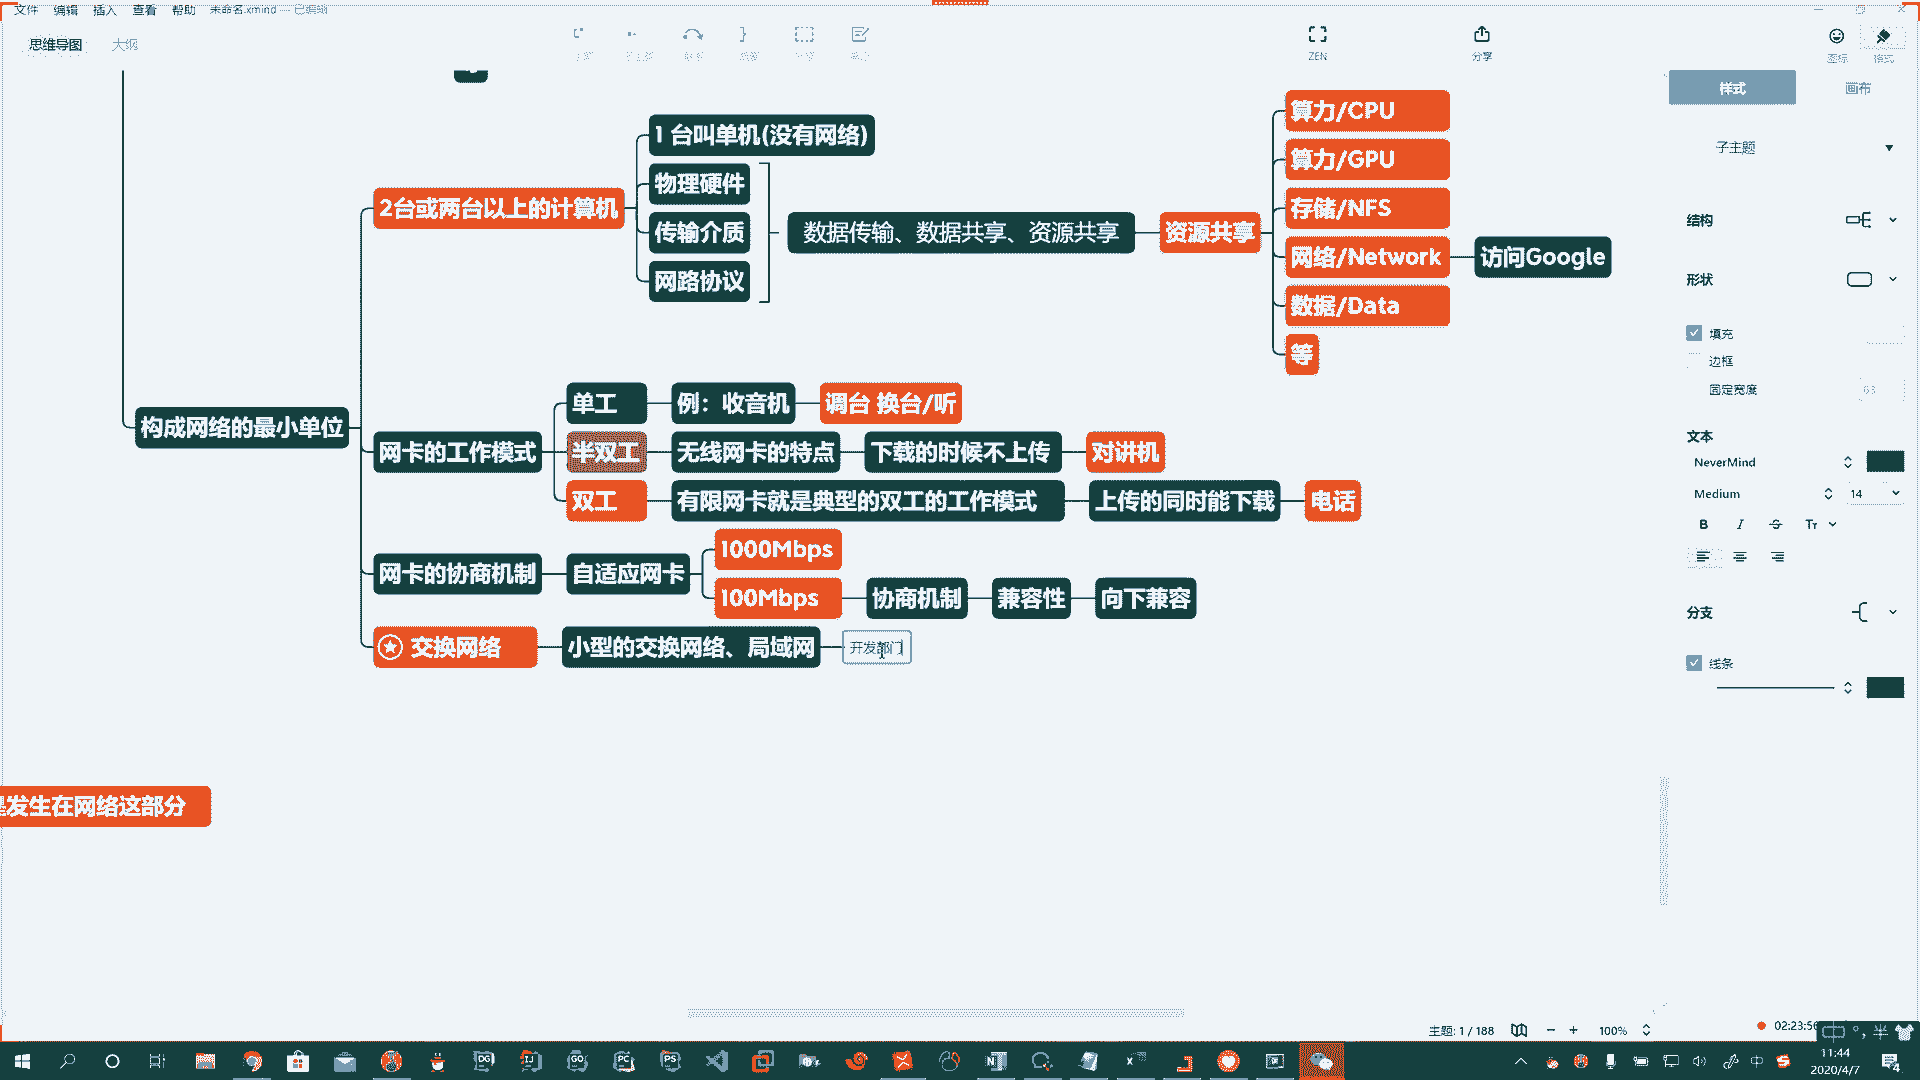 文件 编辑 插入 查看 帮助 未命名.xmind — 已编辑
思维导图 大纲
ZEN
分享
图标
格式
样式 画布
1 台叫单机(没有网络)
物理硬件
传输介质
网路协议
2台或两台以上的计算机
数据传输、数据共享、资源共享
资源共享
算力/CPU
算力/GPU
存储/NFS
网络/Network
访问Google
数据/Data
等
构成网络的最小单位
网卡的工作模式
单工 例：收音机 调台 换台/听
半双工 无线网卡的特点 下载的时候不上传 对讲机
双工 有限网卡就是典型的双工的工作模式 上传的同时能下载 电话
网卡的协商机制 自适应网卡
1000Mbps
100Mbps 协商机制 兼容性 向下兼容
交换网络 小型的交换网络、局域网 开发部门
发生在网络这部分
子主题
结构
形状
填充
边框
固定宽度 63
文本
NeverMind
Medium 14
B I S Tт
分支
线条
主题: 1 / 188 100%
02:23:56
中
11:44
2020/4/7